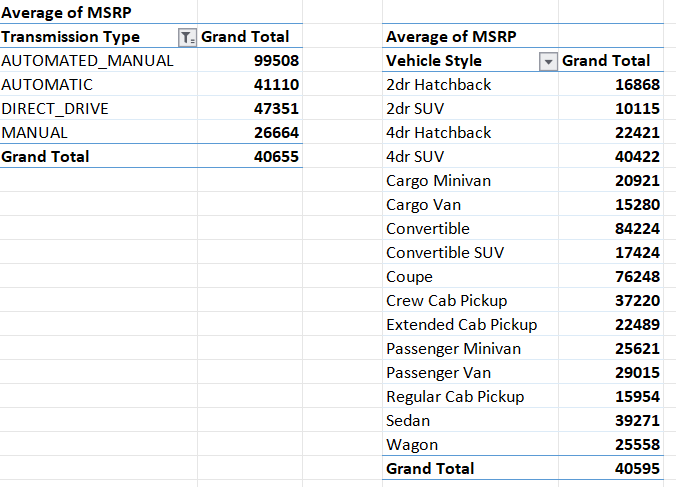 Average of MSRP
Transmission Type Grand Total
AUTOMATED_MANUAL 99508
AUTOMATIC 41110
DIRECT_DRIVE 47351
MANUAL 26664
Grand Total 40655
Average of MSRP
Vehicle Style Grand Total
2dr Hatchback 16868
2dr SUV 10115
4dr Hatchback 22421
4dr SUV 40422
Cargo Minivan 20921
Cargo Van 15280
Convertible 84224
Convertible SUV 17424
Coupe 76248
Crew Cab Pickup 37220
Extended Cab Pickup 22489
Passenger Minivan 25621
Passenger Van 29015
Regular Cab Pickup 15954
Sedan 39271
Wagon 25558
Grand Total 40595